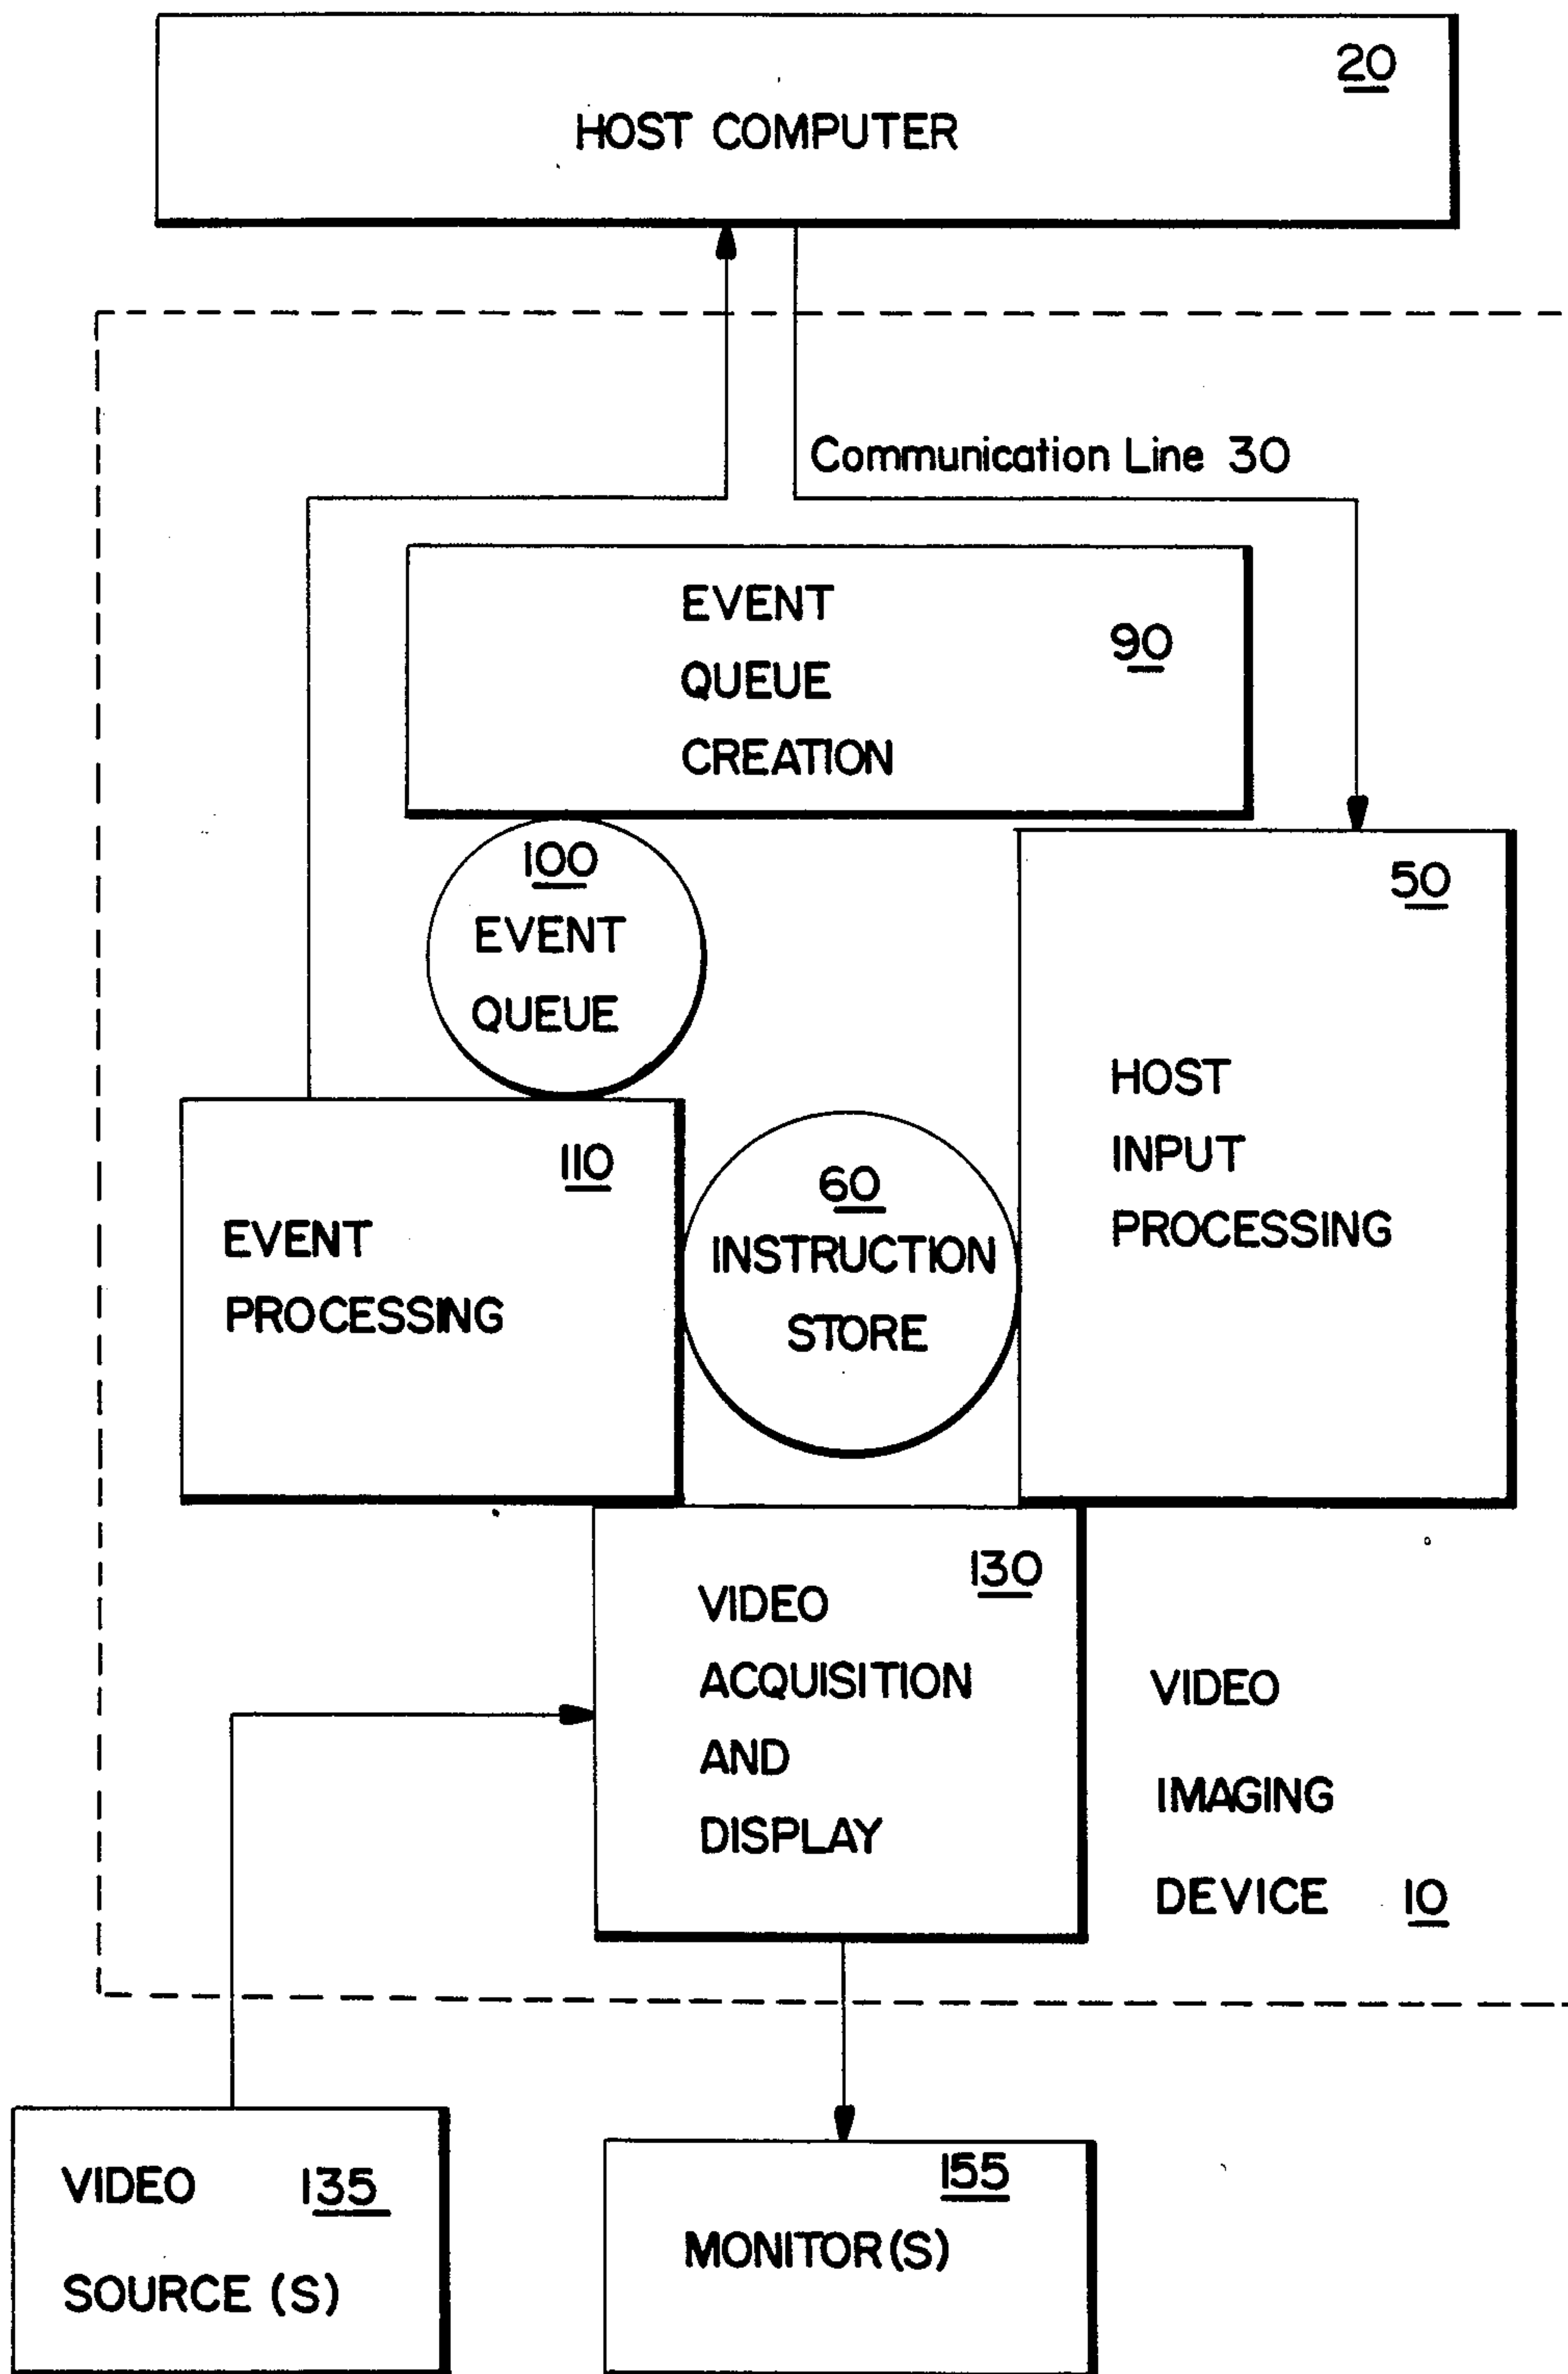 20
HOST COMPUTER
Communication Line 30
EVENT
QUEUE
CREATION
90
100
EVENT
QUEUE
50
HOST
INPUT
PROCESSING
110
EVENT
PROCESSING
60
INSTRUCTION
STORE
130
VIDEO
ACQUISITION
AND
DISPLAY
VIDEO
IMAGING
DEVICE 10
VIDEO 135
SOURCE (S)
155
MONITOR(S)